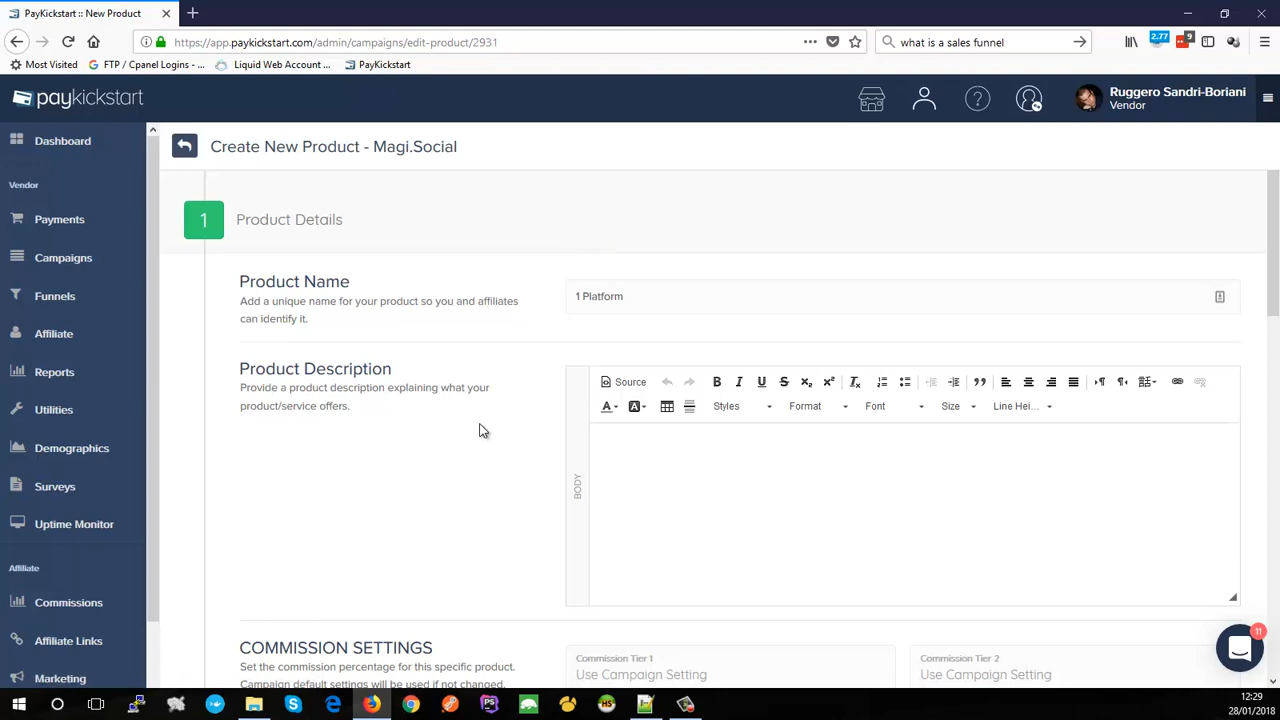 PayKickstart :: New Product
https://app.paykickstart.com/admin/campaigns/edit-product/2931
what is a sales funnel
2.77
9
Most Visited
FTP / Cpanel Logins - ...
Liquid Web Account ...
PayKickstart
paykickstart
Ruggero Sandri-Boriani
Vendor
Dashboard
Vendor
Payments
Campaigns
Funnels
Affiliate
Reports
Utilities
Demographics
Surveys
Uptime Monitor
Affiliate
Commissions
Affiliate Links
Marketing
Create New Product - Magi.Social
1
Product Details
Product Name
Add a unique name for your product so you and affiliates
can identify it.
1 Platform
Product Description
Provide a product description explaining what your
product/service offers.
Source
Styles
Format
Font
Size
Line Hei...
BODY
COMMISSION SETTINGS
Set the commission percentage for this specific product.
Campaign default settings will be used if not changed.
Commission Tier 1
Use Campaign Setting
Commission Tier 2
Use Campaign Setting
11
12:29
28/01/2018